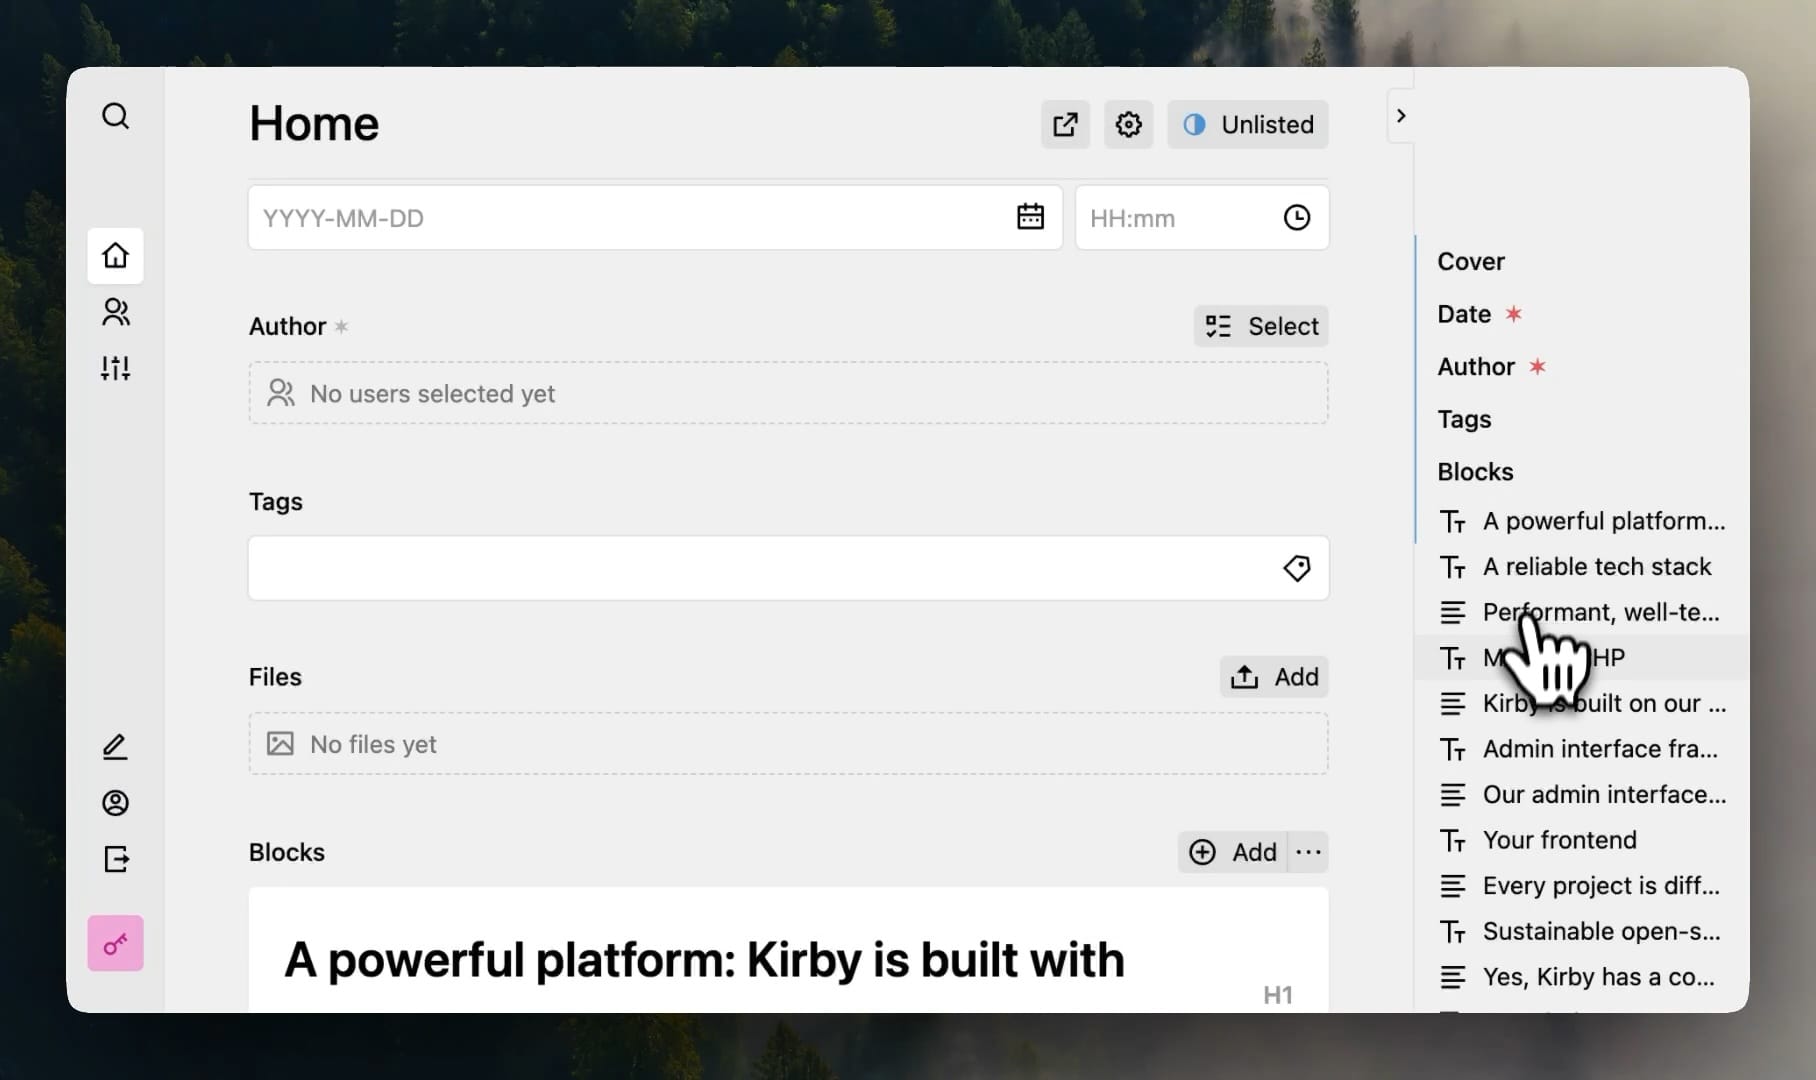 Home
Unlisted
YYYY-MM-DD
HH:mm
Author *
Select
No users selected yet
Tags
Files
Add
No files yet
Blocks
Add
A powerful platform: Kirby is built with
H1
Cover
Date *
Author *
Tags
Blocks
A powerful platform...
A reliable tech stack
Performant, well-te...
HP
Kirby is built on our ...
Admin interface fra...
Our admin interface...
Your frontend
Every project is diff...
Sustainable open-s...
Yes, Kirby has a co...